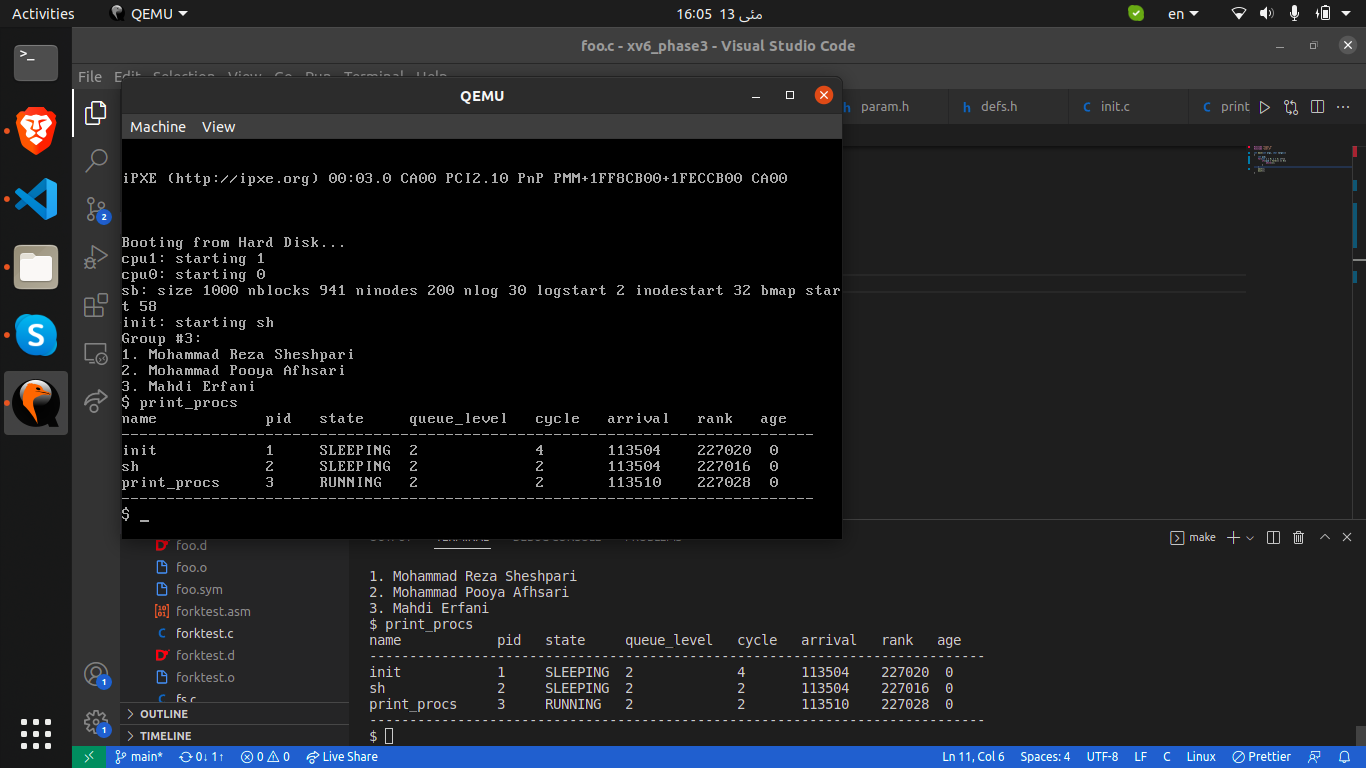 Activities QEMU 16:05 13 مئی en
foo.c - xv6_phase3 - Visual Studio Code
File Edit Selection View Go Run Terminal Help
QEMU
Machine View
param.h defs.h init.c print
iPXE (http://ipxe.org) 00:03.0 CA00 PCI2.10 PnP PMM+1FF8CB00+1FECCB00 CA00
Booting from Hard Disk...
cpu1: starting 1
cpu0: starting 0
sb: size 1000 nblocks 941 ninodes 200 nlog 30 logstart 2 inodestart 32 bmap star
t 58
init: starting sh
Group #3:
1. Mohammad Reza Sheshpari
2. Mohammad Pooya Afhsari
3. Mahdi Erfani
$ print_procs
name pid state queue_level cycle arrival rank age
-----------------------------------------------------------------------------
init 1 SLEEPING 2 4 113504 227020 0
sh 2 SLEEPING 2 2 113504 227016 0
print_procs 3 RUNNING 2 2 113510 227028 0
-----------------------------------------------------------------------------
$ _
foo.d
foo.o
foo.sym
forktest.asm
forktest.c
forktest.d
forktest.o
fs.c
OUTLINE
TIMELINE
make
1. Mohammad Reza Sheshpari
2. Mohammad Pooya Afhsari
3. Mahdi Erfani
$ print_procs
name pid state queue_level cycle arrival rank age
-----------------------------------------------------------------------------
init 1 SLEEPING 2 4 113504 227020 0
sh 2 SLEEPING 2 2 113504 227016 0
print_procs 3 RUNNING 2 2 113510 227028 0
-----------------------------------------------------------------------------
$
main* 0↓ 1↑ 0 0 Live Share Ln 11, Col 6 Spaces: 4 UTF-8 LF C Linux Prettier